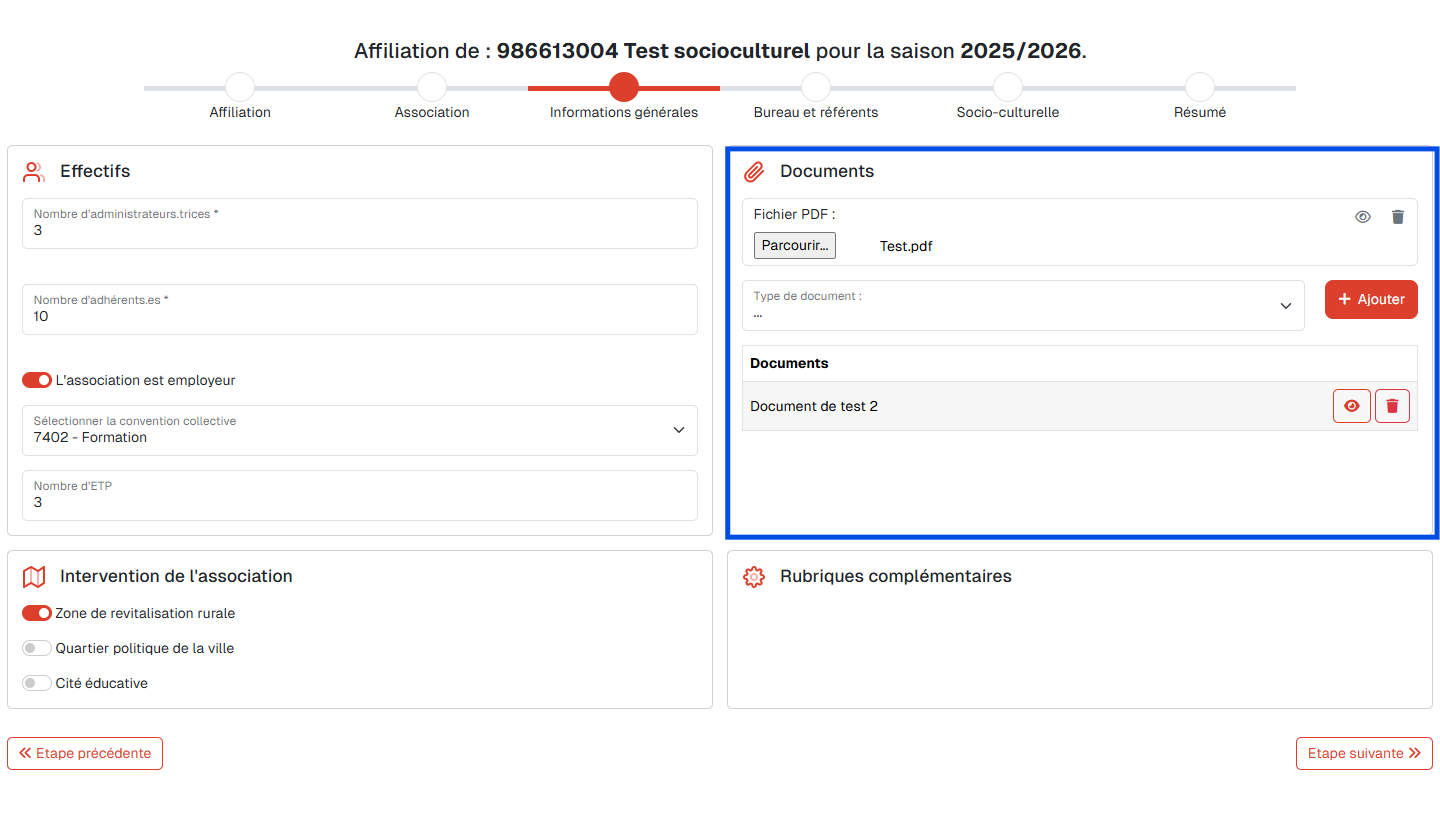 Affiliation de : 986613004 Test socioculturel pour la saison 2025/2026.
Affiliation
Association
Informations générales
Bureau et référents
Socio-culturelle
Résumé
Effectifs
Nombre d'administrateurs.trices *
3
Nombre d'adhérents.es *
10
L'association est employeur
Sélectionner la convention collective
7402 - Formation
Nombre d'ETP
3
Documents
Fichier PDF :
Parcourir...
Test.pdf
Type de document :
...
Ajouter
Documents
Document de test 2
Intervention de l'association
Zone de revitalisation rurale
Quartier politique de la ville
Cité éducative
Rubriques complémentaires
Etape précédente
Etape suivante